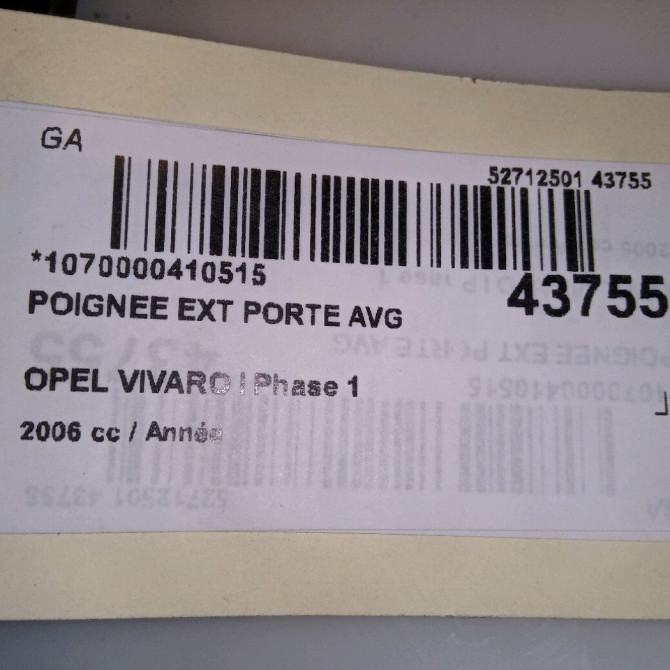 GA
52712501 43755
*1070000410515
43755
POIGNEE EXT PORTE AVG
OPEL VIVARO I Phase 1
2006 cc / Année